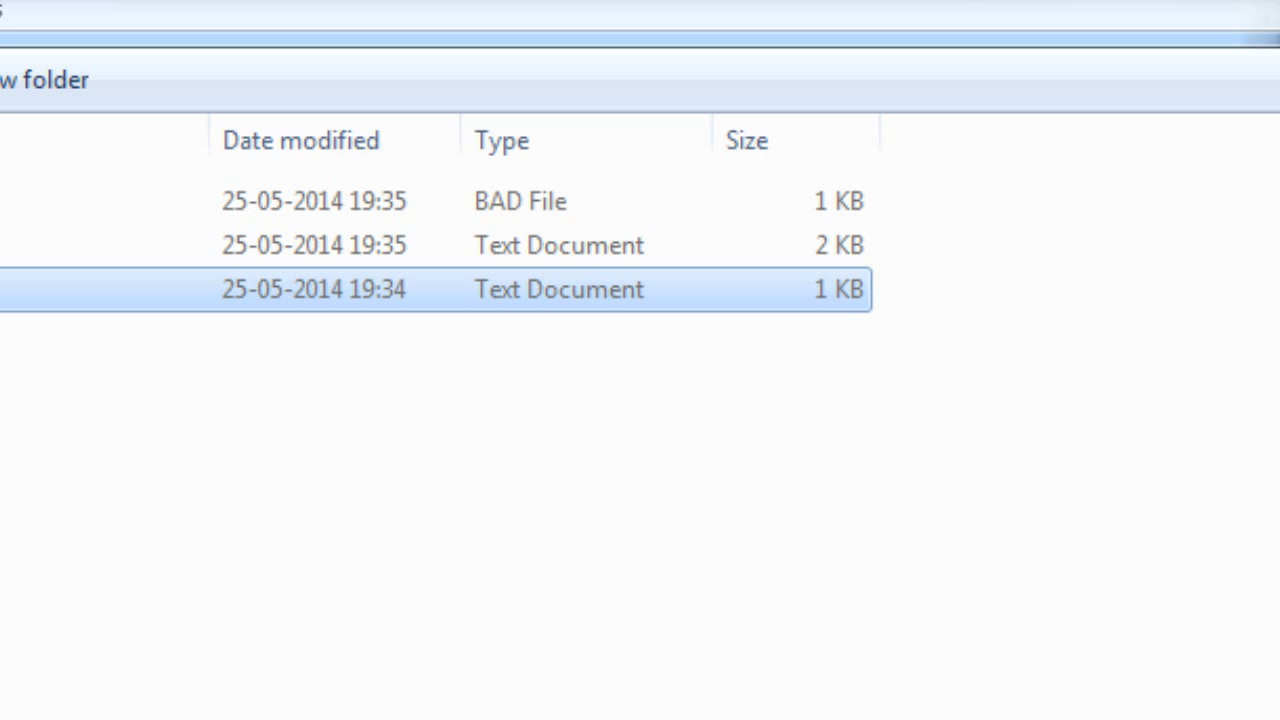 w folder
Date modified Type Size
25-05-2014 19:35 BAD File 1 KB
25-05-2014 19:35 Text Document 2 KB
25-05-2014 19:34 Text Document 1 KB